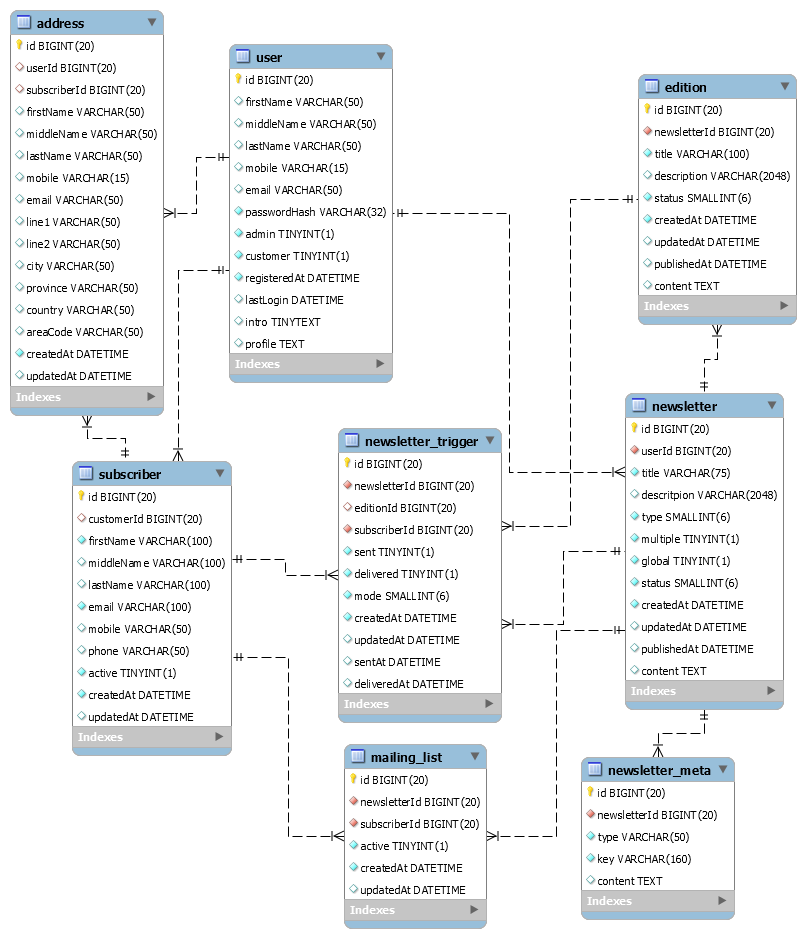 address
id BIGINT(20)
userId BIGINT(20)
subscriberId BIGINT(20)
firstName VARCHAR(50)
middleName VARCHAR(50)
lastName VARCHAR(50)
mobile VARCHAR(15)
email VARCHAR(50)
line1 VARCHAR(50)
line2 VARCHAR(50)
city VARCHAR(50)
province VARCHAR(50)
country VARCHAR(50)
areaCode VARCHAR(50)
createdAt DATETIME
updatedAt DATETIME
Indexes
user
id BIGINT(20)
firstName VARCHAR(50)
middleName VARCHAR(50)
lastName VARCHAR(50)
mobile VARCHAR(15)
email VARCHAR(50)
passwordHash VARCHAR(32)
admin TINYINT(1)
customer TINYINT(1)
registeredAt DATETIME
lastLogin DATETIME
intro TINYTEXT
profile TEXT
Indexes
edition
id BIGINT(20)
newsletterId BIGINT(20)
title VARCHAR(100)
description VARCHAR(2048)
status SMALLINT(6)
createdAt DATETIME
updatedAt DATETIME
publishedAt DATETIME
content TEXT
Indexes
subscriber
id BIGINT(20)
customerId BIGINT(20)
firstName VARCHAR(100)
middleName VARCHAR(100)
lastName VARCHAR(100)
email VARCHAR(100)
mobile VARCHAR(50)
phone VARCHAR(50)
active TINYINT(1)
createdAt DATETIME
updatedAt DATETIME
Indexes
newsletter_trigger
id BIGINT(20)
newsletterId BIGINT(20)
editionId BIGINT(20)
subscriberId BIGINT(20)
sent TINYINT(1)
delivered TINYINT(1)
mode SMALLINT(6)
createdAt DATETIME
updatedAt DATETIME
sentAt DATETIME
deliveredAt DATETIME
Indexes
newsletter
id BIGINT(20)
userId BIGINT(20)
title VARCHAR(75)
descritpion VARCHAR(2048)
type SMALLINT(6)
multiple TINYINT(1)
global TINYINT(1)
status SMALLINT(6)
createdAt DATETIME
updatedAt DATETIME
publishedAt DATETIME
content TEXT
Indexes
mailing_list
id BIGINT(20)
newsletterId BIGINT(20)
subscriberId BIGINT(20)
active TINYINT(1)
createdAt DATETIME
updatedAt DATETIME
Indexes
newsletter_meta
id BIGINT(20)
newsletterId BIGINT(20)
type VARCHAR(50)
key VARCHAR(160)
content TEXT
Indexes